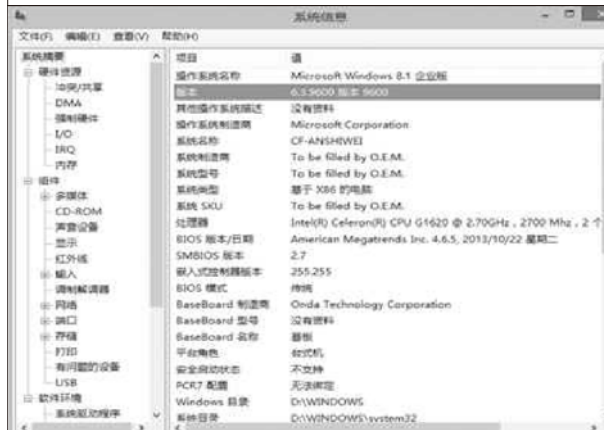 系统信息
文件(F) 编辑(E) 查看(V) 帮助(H)
系统摘要
硬件资源
冲突/共享
DMA
强制硬件
I/O
IRQ
内存
组件
多媒体
CD-ROM
声音设备
显示
红外线
输入
调制解调器
网络
端口
存储
打印
有问题的设备
USB
软件环境
系统驱动程序
项目 值
操作系统名称 Microsoft Windows 8.1 企业版
版本 6.3.9600 版本 9600
其他操作系统描述 没有资料
操作系统制造商 Microsoft Corporation
系统名称 CF-ANSHIWEI
系统制造商 To be filled by O.E.M.
系统型号 To be filled by O.E.M.
系统类型 基于 X86 的电脑
系统 SKU To be filled by O.E.M.
处理器 Intel(R) Celeron(R) CPU G1620 @ 2.70GHz，2700 Mhz，2 个
BIOS 版本/日期 American Megatrends Inc. 4.6.5, 2013/10/22 星期二
SMBIOS 版本 2.7
嵌入式控制器版本 255.255
BIOS 模式 传统
BaseBoard 制造商 Onda Technology Corporation
BaseBoard 型号 没有资料
BaseBoard 名称 基板
平台角色 台式机
安全启动状态 不支持
PCR7 配置 无法绑定
Windows 目录 D:\WINDOWS
系统目录 D:\WINDOWS\system32